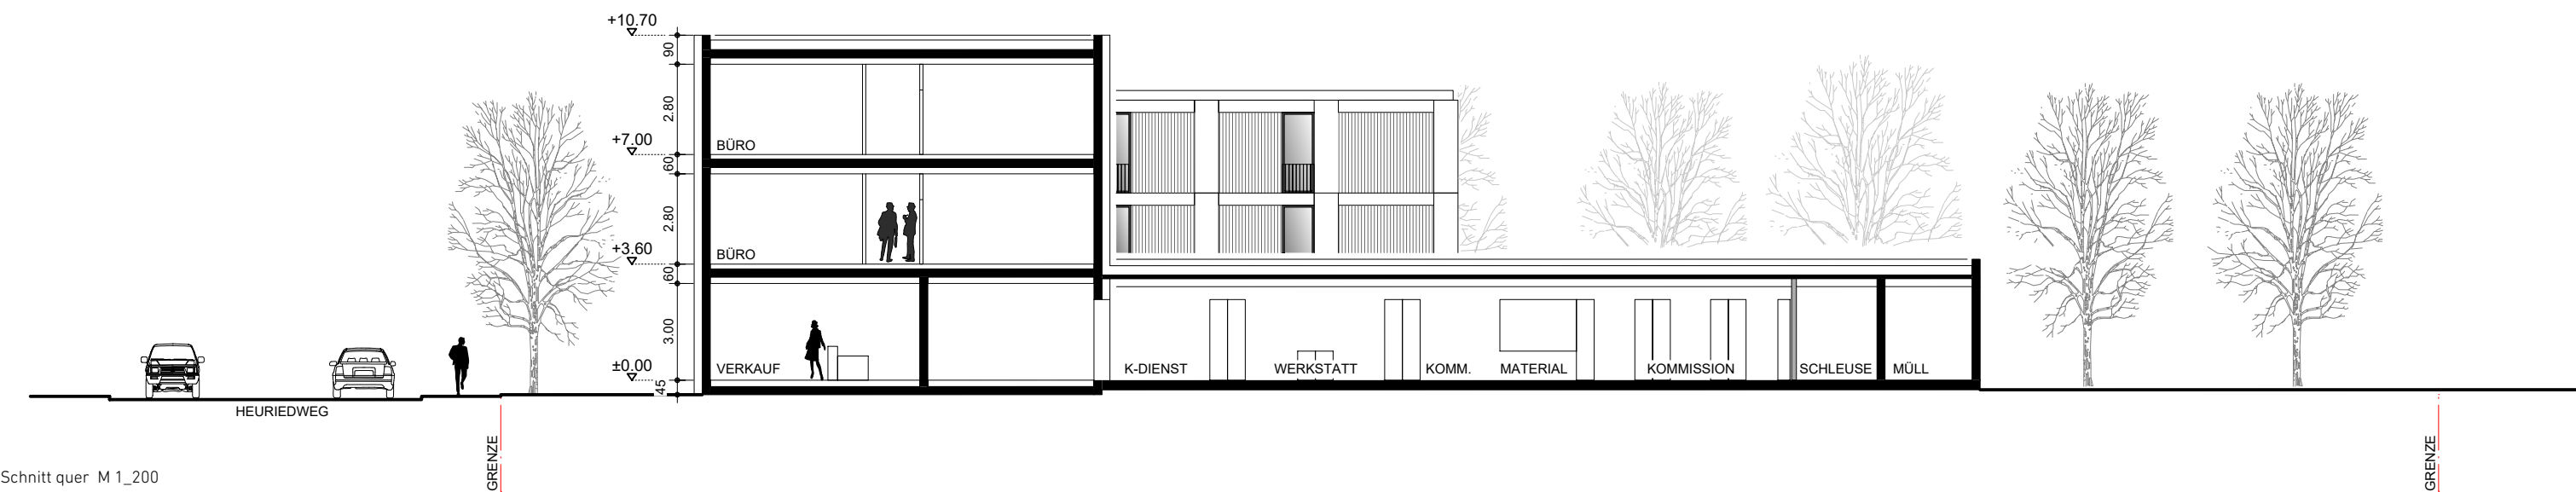 +10.70
90
2.80
+7.00
BÜRO
60
2.80
+3.60
BÜRO
60
3.00
±0.00
VERKAUF
K-DIENST
WERKSTATT
KOMM.
MATERIAL
KOMMISSION
SCHLEUSE
MÜLL
45
HEURIEDWEG
GRENZE
GRENZE
Schnitt quer M 1_200